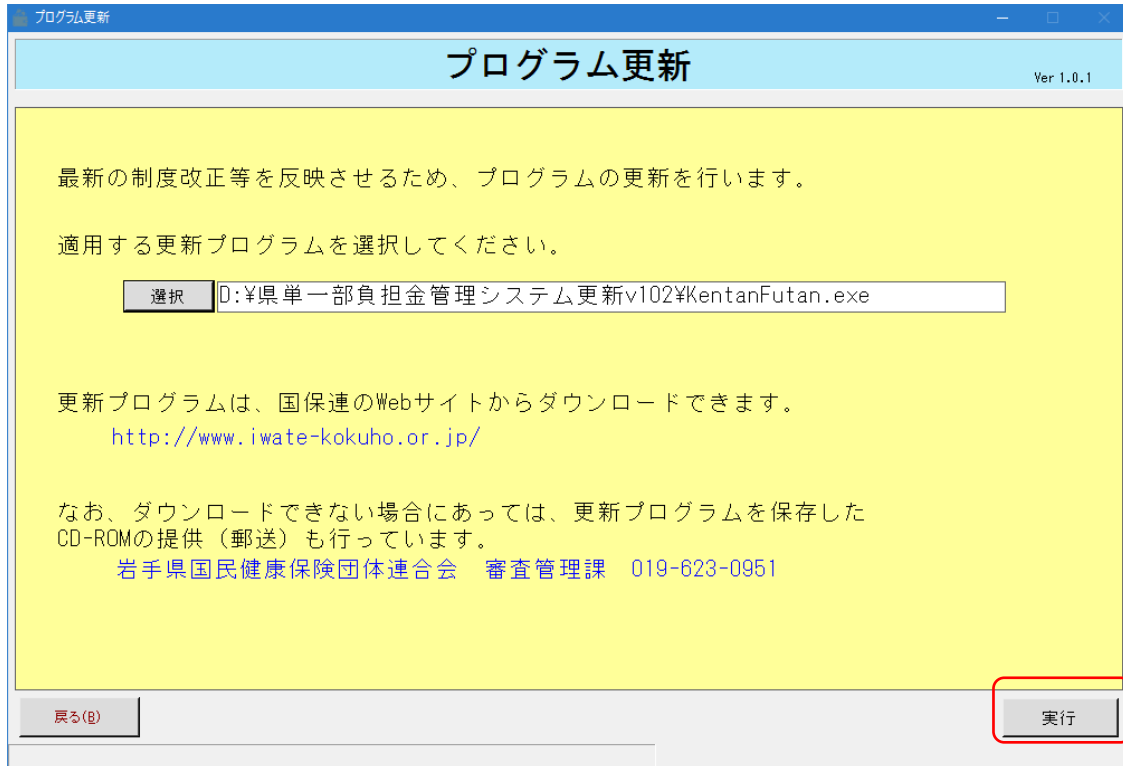 プログラム更新
プログラム更新
Ver 1.0.1
最新の制度改正等を反映させるため、プログラムの更新を行います。
適用する更新プログラムを選択してください。
選択 D:¥県単一部負担金管理システム更新v102¥KentanFutan.exe
更新プログラムは、国保連のWebサイトからダウンロードできます。
http://www.iwate-kokuho.or.jp/
なお、ダウンロードできない場合にあっては、更新プログラムを保存した
CD-ROMの提供（郵送）も行っています。
岩手県国民健康保険団体連合会　審査管理課　019-623-0951
戻る(B) 実行